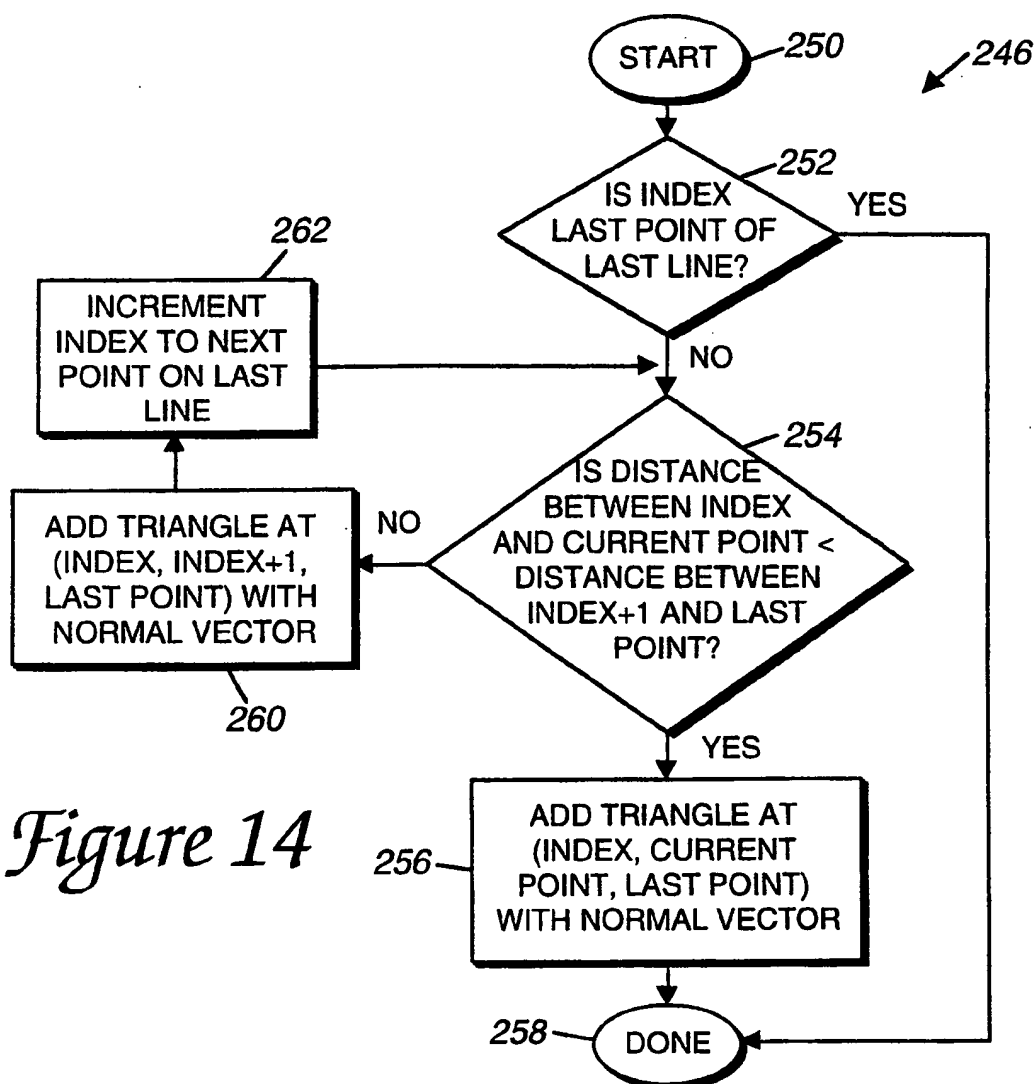 START
250
246
252
IS INDEX
LAST POINT OF
LAST LINE?
YES
262
INCREMENT
INDEX TO NEXT
POINT ON LAST
LINE
NO
254
IS DISTANCE
BETWEEN INDEX
AND CURRENT POINT <
DISTANCE BETWEEN
INDEX+1 AND LAST
POINT?
NO
ADD TRIANGLE AT
(INDEX, INDEX+1,
LAST POINT) WITH
NORMAL VECTOR
260
YES
ADD TRIANGLE AT
(INDEX, CURRENT
POINT, LAST POINT)
WITH NORMAL VECTOR
256
Figure 14
258
DONE